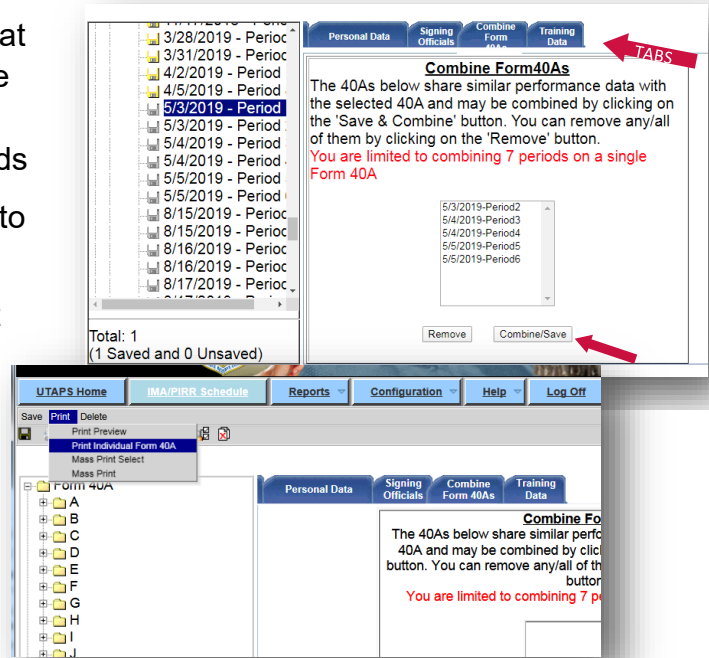 at
e
ds
to
3/28/2019 - Perioc
3/31/2019 - Perioc
4/2/2019 - Period
4/5/2019 - Period
5/3/2019 - Period
5/3/2019 - Period
5/4/2019 - Period
5/4/2019 - Period
5/5/2019 - Period
5/5/2019 - Period
8/15/2019 - Perioc
8/15/2019 - Perioc
8/16/2019 - Perioc
8/16/2019 - Perioc
8/17/2019 - Perioc
Total: 1
(1 Saved and 0 Unsaved)
Personal Data
Signing Officials
Combine Form
Training Data
TABS
Combine Form40As
The 40As below share similar performance data with
the selected 40A and may be combined by clicking on
the 'Save & Combine' button. You can remove any/all
of them by clicking on the 'Remove' button.
You are limited to combining 7 periods on a single
Form 40A
5/3/2019-Period2
5/4/2019-Period3
5/4/2019-Period4
5/5/2019-Period5
5/5/2019-Period6
Remove Combine/Save
UTAPS Home IMA/PIRR Schedule Reports Configuration Help Log Off
Save Print Delete
Print Preview
Print Individual Form 40A
Mass Print Select
Mass Print
Form 40A
A
B
C
D
E
F
G
H
I
J
Personal Data
Signing Officials
Combine Form 40As
Training Data
Combine Fo
The 40As below share similar perfo
40A and may be combined by clic
button. You can remove any/all of th
button
You are limited to combining 7 pe